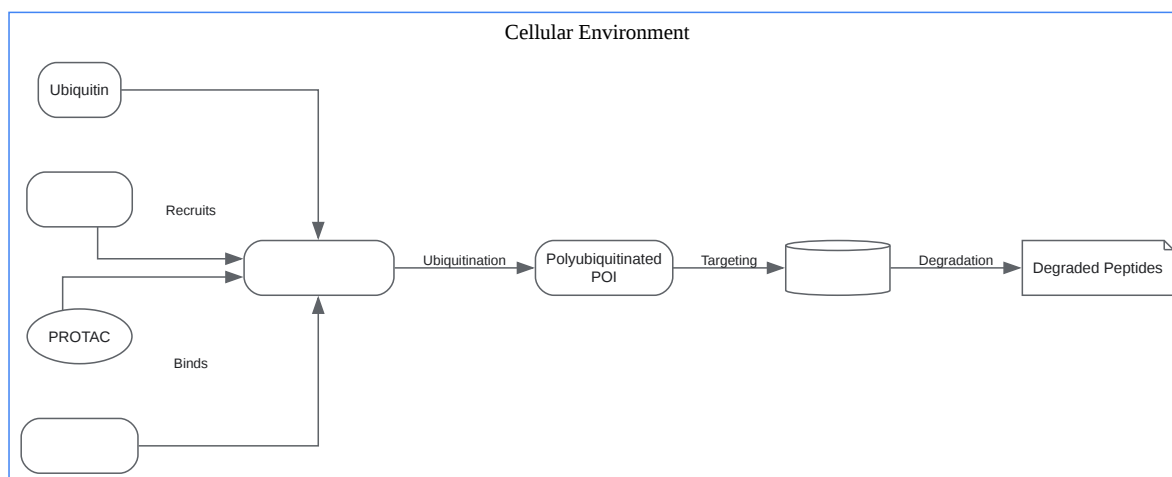 Cellular Environment
Ubiquitin
Recruits
Ubiquitination
Polyubiquitinated
POI
Targeting
Degradation
Degraded Peptides
PROTAC
Binds